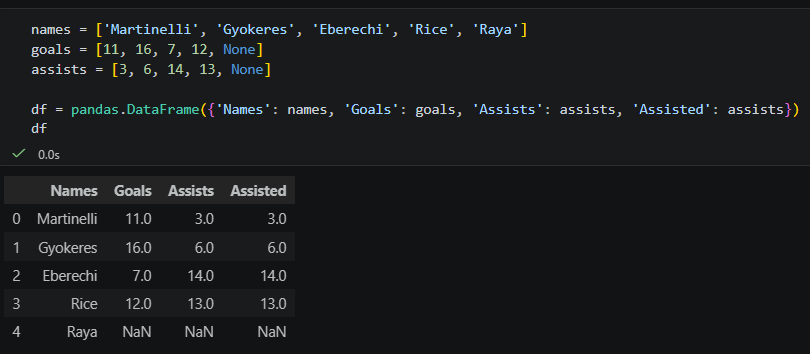 names = ['Martinelli', 'Gyokeres', 'Eberechi', 'Rice', 'Raya']
goals = [11, 16, 7, 12, None]
assists = [3, 6, 14, 13, None]
df = pandas.DataFrame({'Names': names, 'Goals': goals, 'Assists': assists, 'Assisted': assists})
df
0.0s
Names Goals Assists Assisted
0 Martinelli 11.0 3.0 3.0
1 Gyokeres 16.0 6.0 6.0
2 Eberechi 7.0 14.0 14.0
3 Rice 12.0 13.0 13.0
4 Raya NaN NaN NaN